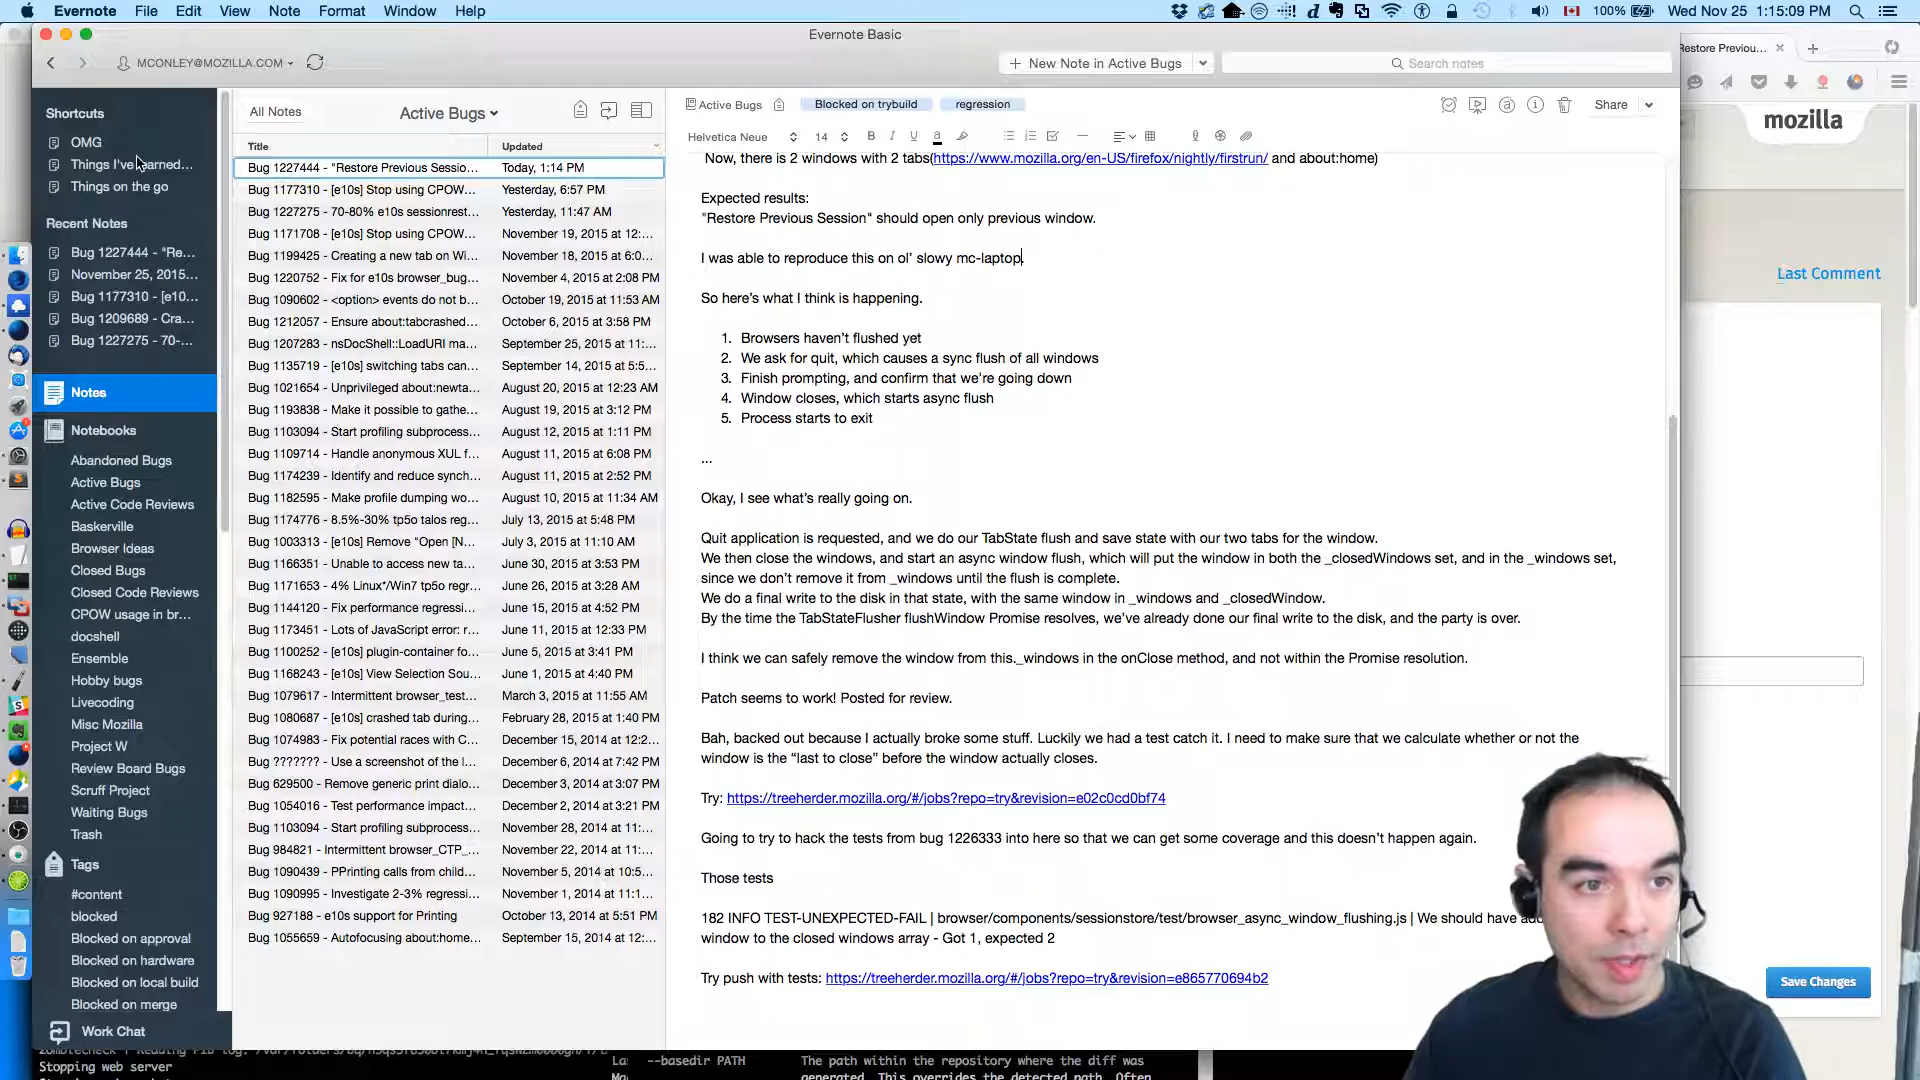 Evernote File Edit View Note Format Window Help
100% Wed Nov 25 1:15:09 PM
Evernote Basic
MCONLEY@MOZILLA.COM
New Note in Active Bugs
Search notes
Restore Previou...
Shortcuts
OMG
Things I've learned...
Things on the go
Recent Notes
Bug 1227444 - "Re...
November 25, 2015...
Bug 1177310 - [e10...
Bug 1209689 - Cra...
Bug 1227275 - 70-...
Notes
Notebooks
Abandoned Bugs
Active Bugs
Active Code Reviews
Baskerville
Browser Ideas
Closed Bugs
Closed Code Reviews
CPOW usage in br...
docshell
Ensemble
Hobby bugs
Livecoding
Misc Mozilla
Project W
Review Board Bugs
Scruff Project
Waiting Bugs
Trash
Tags
#content
blocked
Blocked on approval
Blocked on hardware
Blocked on local build
Blocked on merge
Work Chat
All Notes
Active Bugs
Title Updated
Bug 1227444 - "Restore Previous Sessio... Today, 1:14 PM
Bug 1177310 - [e10s] Stop using CPOW... Yesterday, 6:57 PM
Bug 1227275 - 70-80% e10s sessionrest... Yesterday, 11:47 AM
Bug 1171708 - [e10s] Stop using CPOW... November 19, 2015 at 12:...
Bug 1199425 - Creating a new tab on Wi... November 18, 2015 at 6:0...
Bug 1220752 - Fix for e10s browser_bug... November 4, 2015 at 2:08 PM
Bug 1090602 - <option> events do not b... October 19, 2015 at 11:53 AM
Bug 1212057 - Ensure about:tabcrashed... October 6, 2015 at 3:58 PM
Bug 1207283 - nsDocShell::LoadURI ma... September 25, 2015 at 11:...
Bug 1135719 - [e10s] switching tabs can... September 14, 2015 at 5:5...
Bug 1021654 - Unprivileged about:newta... August 20, 2015 at 12:23 AM
Bug 1193838 - Make it possible to gathe... August 19, 2015 at 3:12 PM
Bug 1103094 - Start profiling subprocess... August 12, 2015 at 1:11 PM
Bug 1109714 - Handle anonymous XUL f... August 11, 2015 at 6:08 PM
Bug 1174239 - Identify and reduce synch... August 11, 2015 at 2:52 PM
Bug 1182595 - Make profile dumping wo... August 10, 2015 at 11:34 AM
Bug 1174776 - 8.5%-30% tp5o talos reg... July 13, 2015 at 5:48 PM
Bug 1003313 - [e10s] Remove "Open [N... July 3, 2015 at 11:10 AM
Bug 1166351 - Unable to access new ta... June 30, 2015 at 3:53 PM
Bug 1171653 - 4% Linux*/Win7 tp5o regr... June 26, 2015 at 3:28 AM
Bug 1144120 - Fix performance regressi... June 15, 2015 at 4:52 PM
Bug 1173451 - Lots of JavaScript error: r... June 11, 2015 at 12:33 PM
Bug 1100252 - [e10s] plugin-container fo... June 5, 2015 at 3:41 PM
Bug 1168243 - [e10s] View Selection Sou... June 1, 2015 at 4:40 PM
Bug 1079617 - Intermittent browser_test... March 3, 2015 at 11:55 AM
Bug 1080687 - [e10s] crashed tab during... February 28, 2015 at 1:40 PM
Bug 1074983 - Fix potential races with C... December 15, 2014 at 12:2...
Bug ??????? - Use a screenshot of the l... December 6, 2014 at 7:42 PM
Bug 629500 - Remove generic print dialo... December 3, 2014 at 3:07 PM
Bug 1054016 - Test performance impact... December 2, 2014 at 3:21 PM
Bug 1103094 - Start profiling subprocess... November 28, 2014 at 11:...
Bug 984821 - Intermittent browser_CTP_... November 22, 2014 at 11:...
Bug 1090439 - PPrinting calls from child... November 5, 2014 at 10:5...
Bug 1090995 - Investigate 2-3% regressi... November 1, 2014 at 11:1...
Bug 927188 - e10s support for Printing October 13, 2014 at 5:51 PM
Bug 1055659 - Autofocusing about:home... September 15, 2014 at 12:...
Active Bugs Blocked on trybuild regression Share
Helvetica Neue 14 B I U a
Now, there is 2 windows with 2 tabs(https://www.mozilla.org/en-US/firefox/nightly/firstrun/ and about:home)
Expected results:
"Restore Previous Session" should open only previous window.
I was able to reproduce this on ol’ slowy mc-laptop.
So here’s what I think is happening.
1. Browsers haven’t flushed yet
2. We ask for quit, which causes a sync flush of all windows
3. Finish prompting, and confirm that we’re going down
4. Window closes, which starts async flush
5. Process starts to exit
...
Okay, I see what’s really going on.
Quit application is requested, and we do our TabState flush and save state with our two tabs for the window.
We then close the windows, and start an async window flush, which will put the window in both the _closedWindows set, and in the _windows set,
since we don’t remove it from _windows until the flush is complete.
We do a final write to the disk in that state, with the same window in _windows and _closedWindow.
By the time the TabStateFlusher flushWindow Promise resolves, we’ve already done our final write to the disk, and the party is over.
I think we can safely remove the window from this._windows in the onClose method, and not within the Promise resolution.
Patch seems to work! Posted for review.
Bah, backed out because I actually broke some stuff. Luckily we had a test catch it. I need to make sure that we calculate whether or not the
window is the “last to close” before the window actually closes.
Try: https://treeherder.mozilla.org/#/jobs?repo=try&revision=e02c0cd0bf74
Going to try to hack the tests from bug 1226333 into here so that we can get some coverage and this doesn’t happen again.
Those tests
182 INFO TEST-UNEXPECTED-FAIL | browser/components/sessionstore/test/browser_async_window_flushing.js | We should have
window to the closed windows array - Got 1, expected 2
Try push with tests: https://treeherder.mozilla.org/#/jobs?repo=try&revision=e865770694b2
mozilla
Last Comment
Save Changes
Stopping web server
--basedir PATH The path within the repository where the diff was
generated. This overrides the detected path. Often